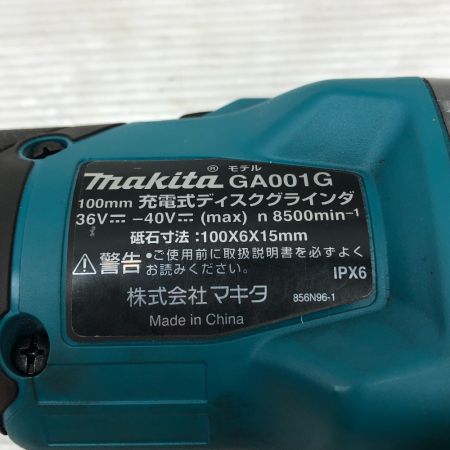 モデル
makita® GA001G
100mm 充電式ディスクグラインダ
36V⎓ -40V⎓ (max) n 8500min⁻¹
砥石寸法:100X6X15mm
⚠警告 •ご使用前に取扱説明書を必ずよく
お読みください。
IPX6
株式会社 マキタ
856N96-1
Made in China